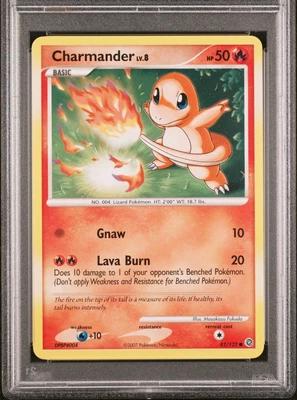 Charmander LV.8 HP 50
BASIC
NO. 004 Lizard Pokémon. HT: 2'00" WT: 18.7 lbs.
Gnaw 10
Lava Burn 20
Does 10 damage to 1 of your opponent's Benched Pokémon.
(Don't apply Weakness and Resistance for Benched Pokémon.)
The fire on the tip of its tail is a measure of its life. If healthy, its
tail burns intensely.
Illus. Masakazu Fukuda
weakness resistance retreat cost
+10
DPBP#004 ©2007 Pokémon/Nintendo